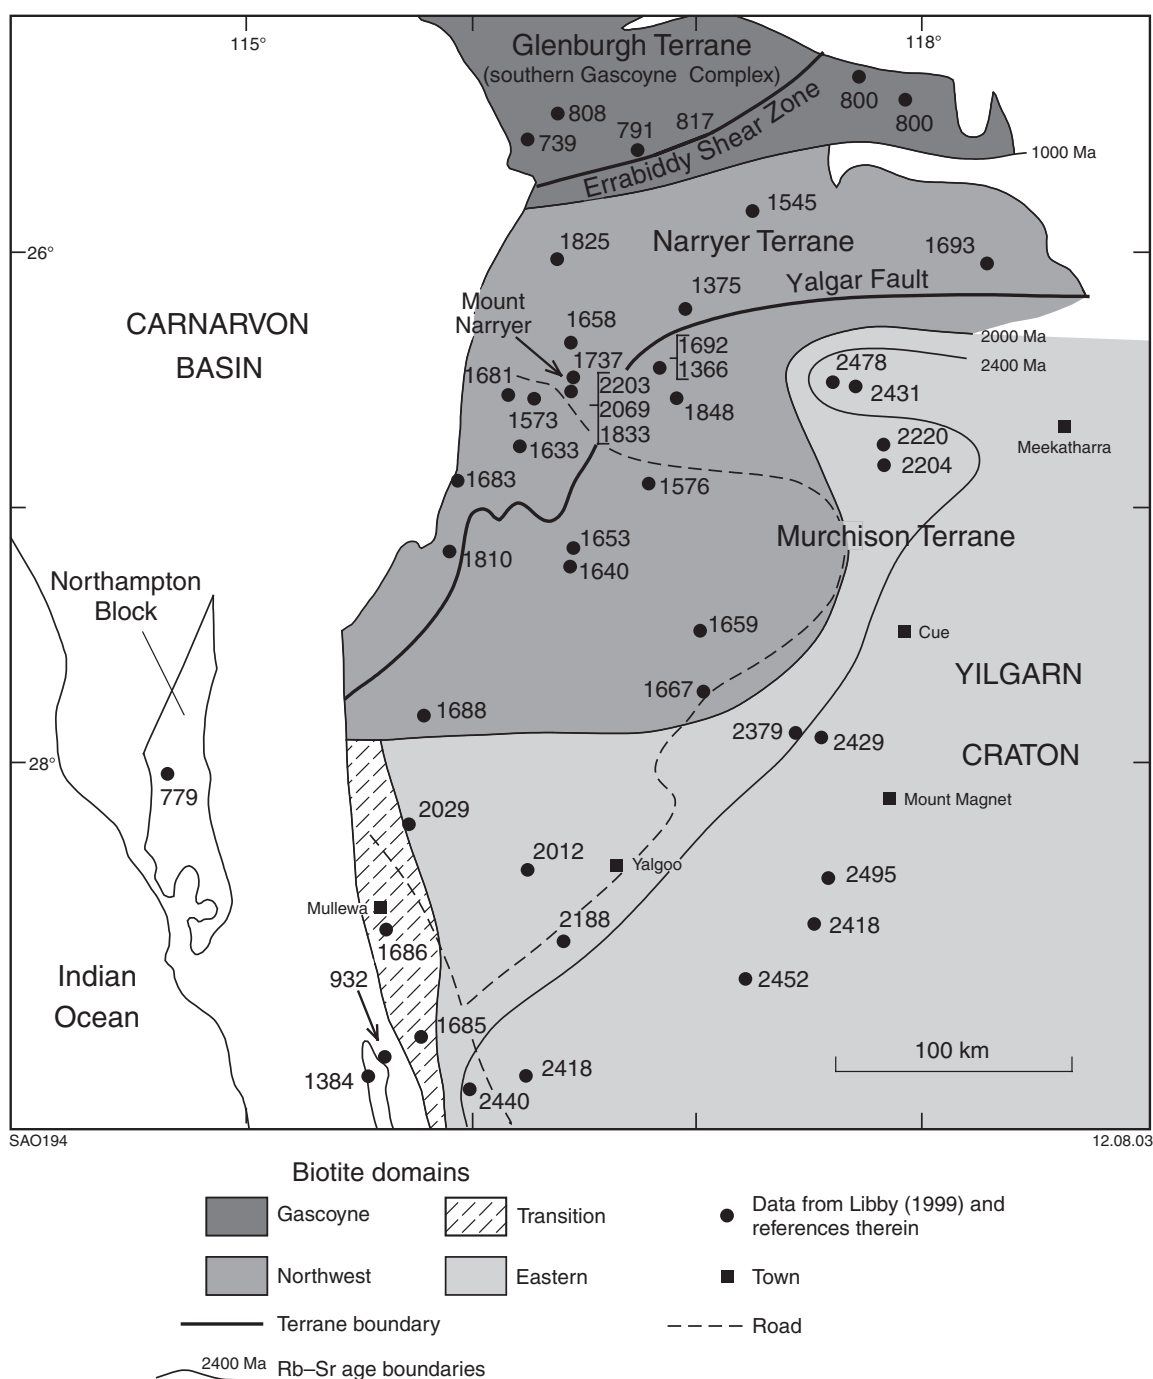 115°
118°
Glenburgh Terrane
(southern Gascoyne Complex)
808
739
791
817
800
800
Errabiddy Shear Zone
1000 Ma
26°
1545
1825
Narryer Terrane
1693
1375
Yalgar Fault
CARNARVON
BASIN
Mount
Narryer
1658
1737
1692
1366
2000 Ma
2400 Ma
2478
2431
1681
2203
2069
1833
1573
1848
1633
2220
2204
Meekatharra
1683
1576
1810
1653
1640
Murchison Terrane
Northampton
Block
1659
Cue
YILGARN
CRATON
1667
1688
2379
2429
28°
779
Mount Magnet
2029
2012
Yalgoo
2495
Mullewa
2188
2418
1686
932
2452
Indian
Ocean
1685
100 km
1384
2418
2440
SAO194
12.08.03
Biotite domains
Gascoyne
Transition
Data from Libby (1999) and
references therein
Northwest
Eastern
Town
Terrane boundary
Road
2400 Ma
Rb–Sr age boundaries